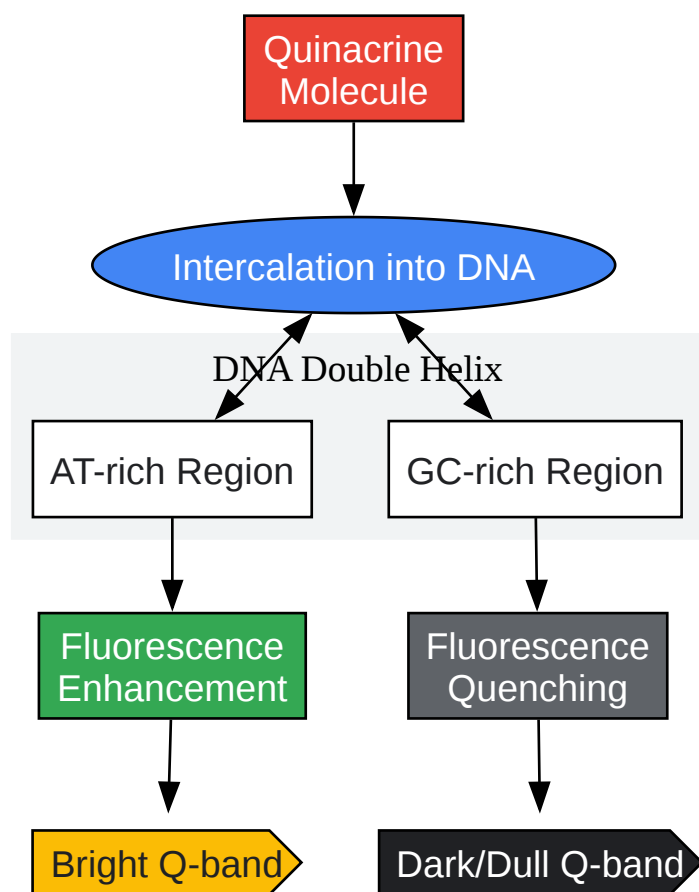 Quinacrine
Molecule
Intercalation into DNA
DNA Double Helix
AT-rich Region
GC-rich Region
Fluorescence
Enhancement
Fluorescence
Quenching
Bright Q-band
Dark/Dull Q-band